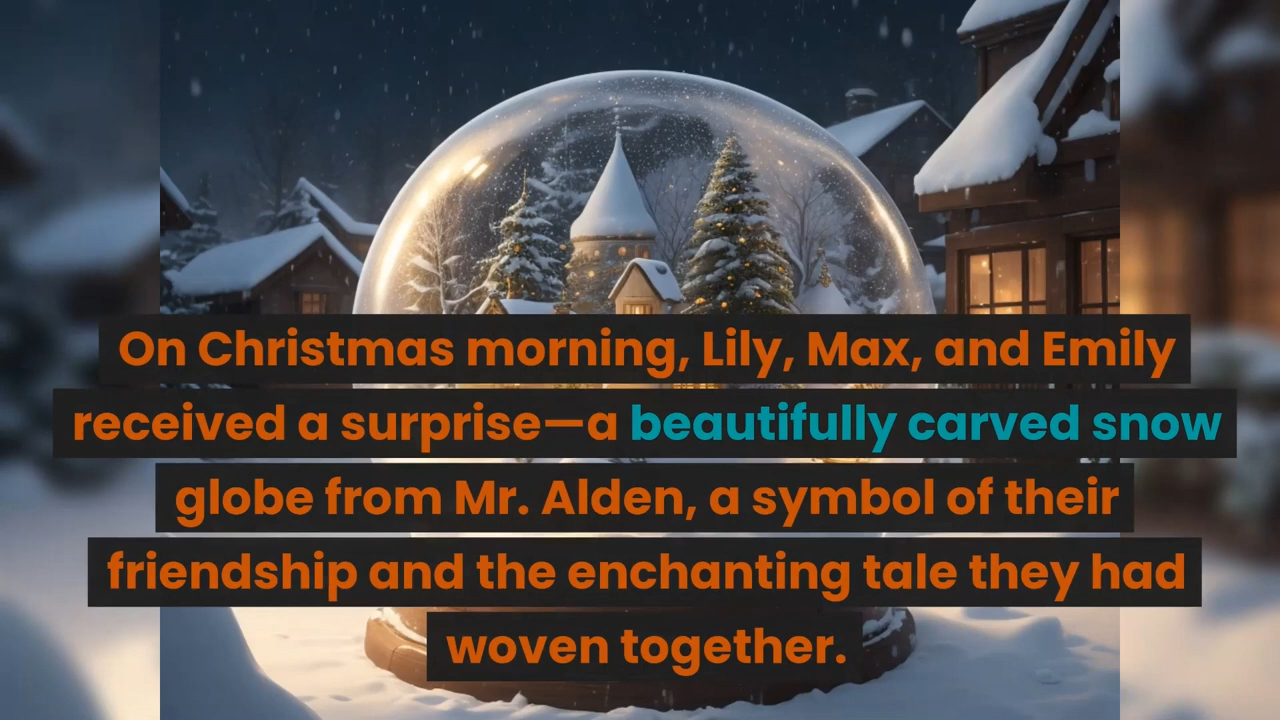 On Christmas morning, Lily, Max, and Emily
received a surprise—a beautifully carved snow
globe from Mr. Alden, a symbol of their
friendship and the enchanting tale they had
woven together.